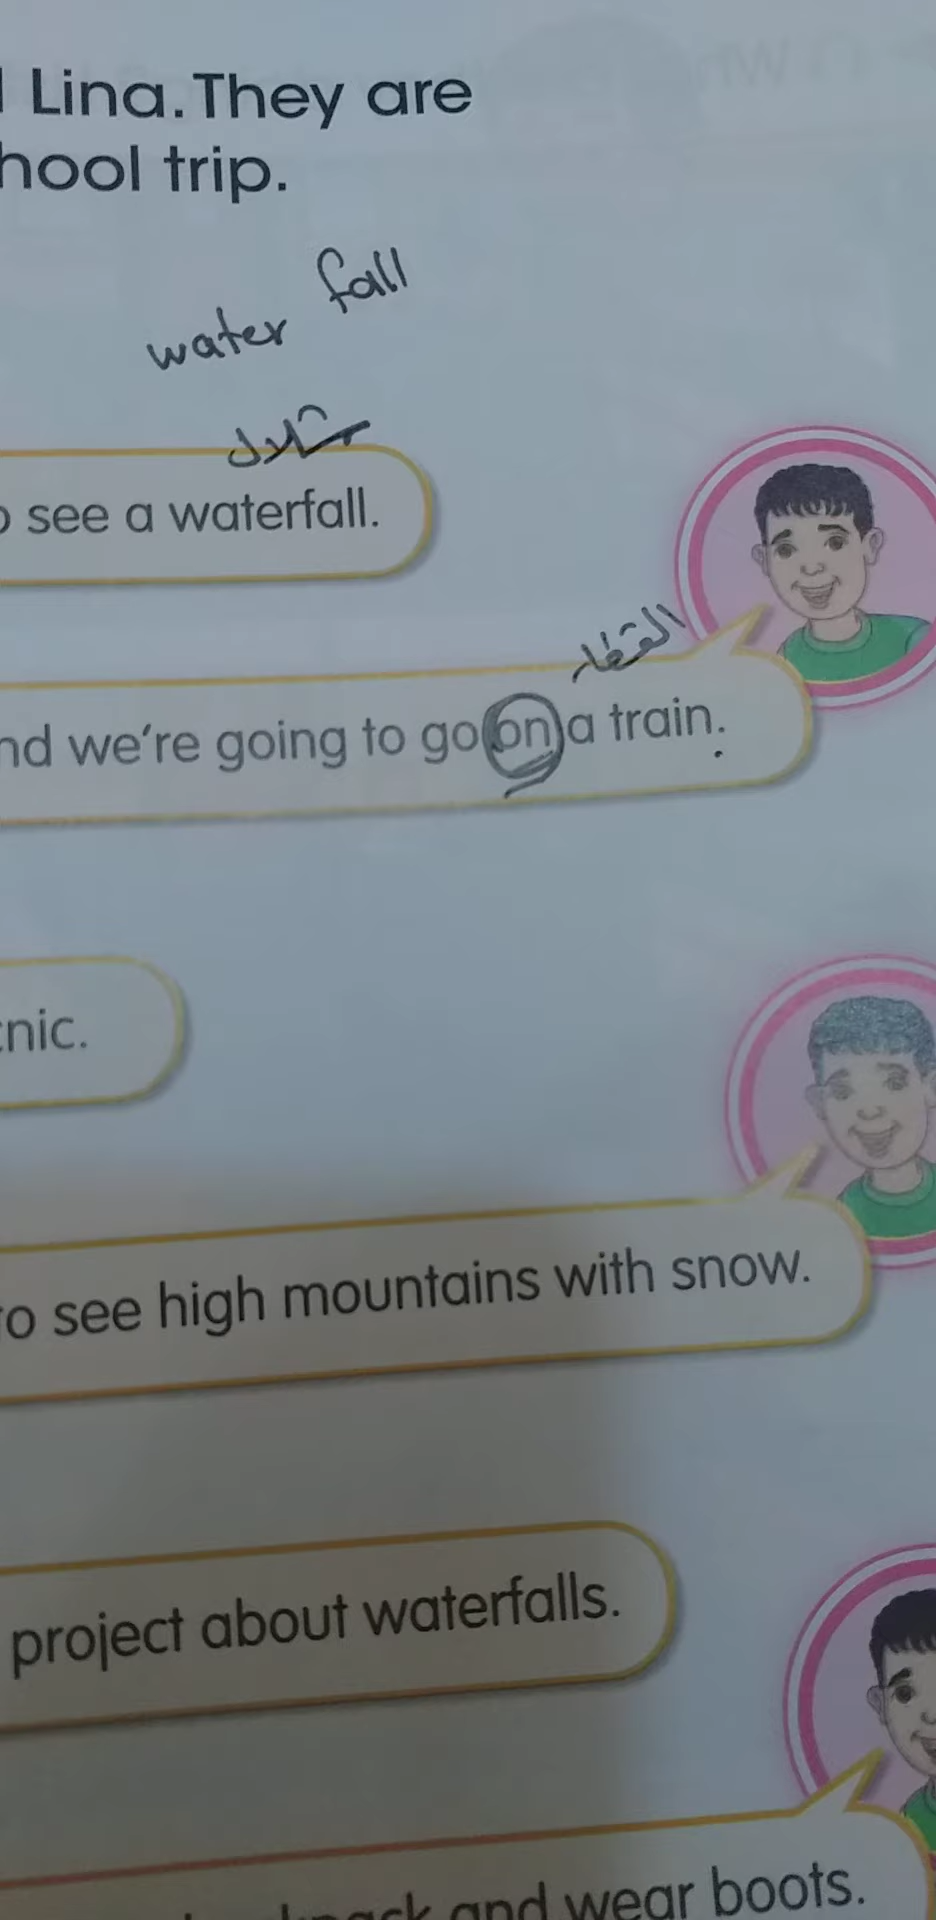 Lina. They are
hool trip.
water fall
شلال
see a waterfall.
القطار
nd we're going to go on a train.
nic.
to see high mountains with snow.
project about waterfalls.
and wear boots.